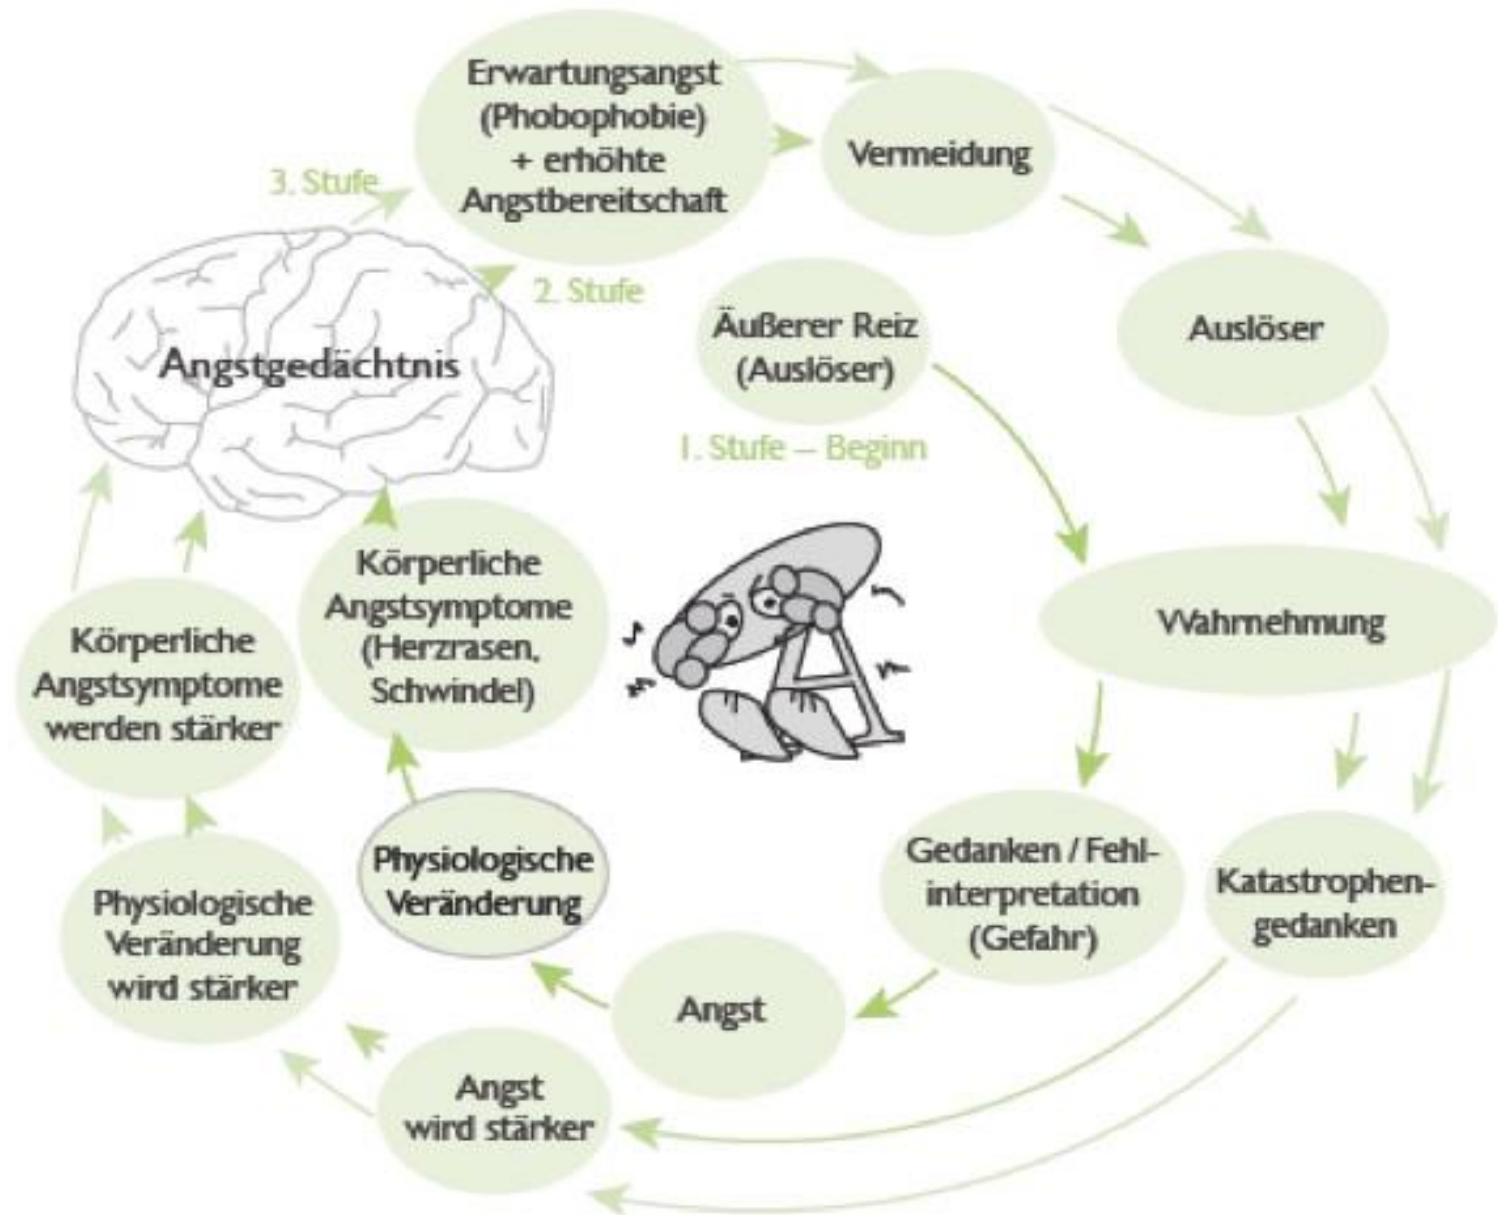 Erwartungsangst
(Phobophobie)
+ erhöhte
Angstbereitschaft
Vermeidung
3. Stufe
2. Stufe
Äußerer Reiz
(Auslöser)
Auslöser
Angstgedächtnis
1. Stufe – Beginn
Körperliche
Angstsymptome
(Herzrasen,
Schwindel)
Wahrnehmung
Körperliche
Angstsymptome
werden stärker
Physiologische
Veränderung
Gedanken / Fehl-
interpretation
(Gefahr)
Katastrophen-
gedanken
Physiologische
Veränderung
wird stärker
Angst
Angst
wird stärker